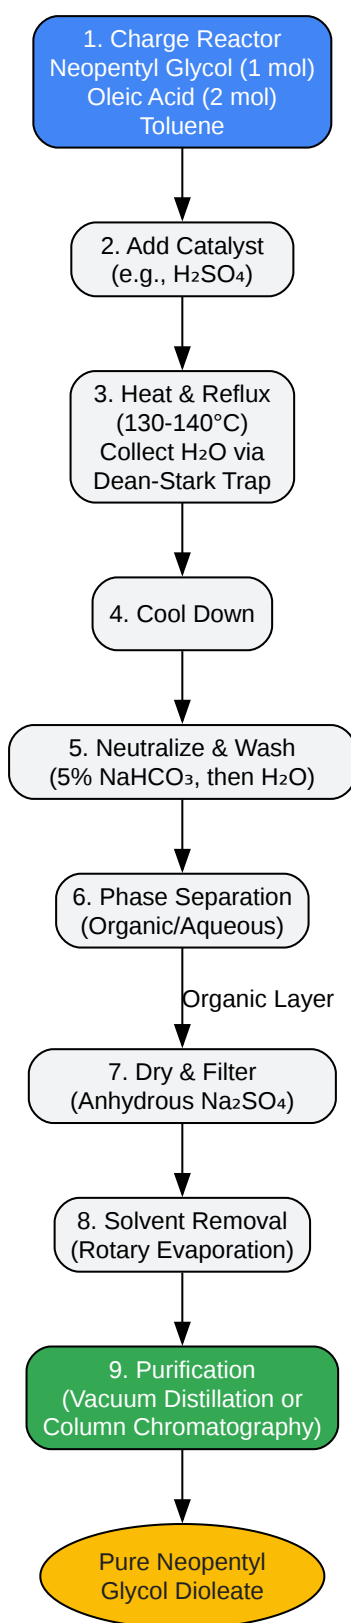 1. Charge Reactor
Neopentyl Glycol (1 mol)
Oleic Acid (2 mol)
Toluene
2. Add Catalyst
(e.g., H₂SO₄)
3. Heat & Reflux
(130-140°C)
Collect H₂O via
Dean-Stark Trap
4. Cool Down
5. Neutralize & Wash
(5% NaHCO₃, then H₂O)
6. Phase Separation
(Organic/Aqueous)
Organic Layer
7. Dry & Filter
(Anhydrous Na₂SO₄)
8. Solvent Removal
(Rotary Evaporation)
9. Purification
(Vacuum Distillation or
Column Chromatography)
Pure Neopentyl
Glycol Dioleate